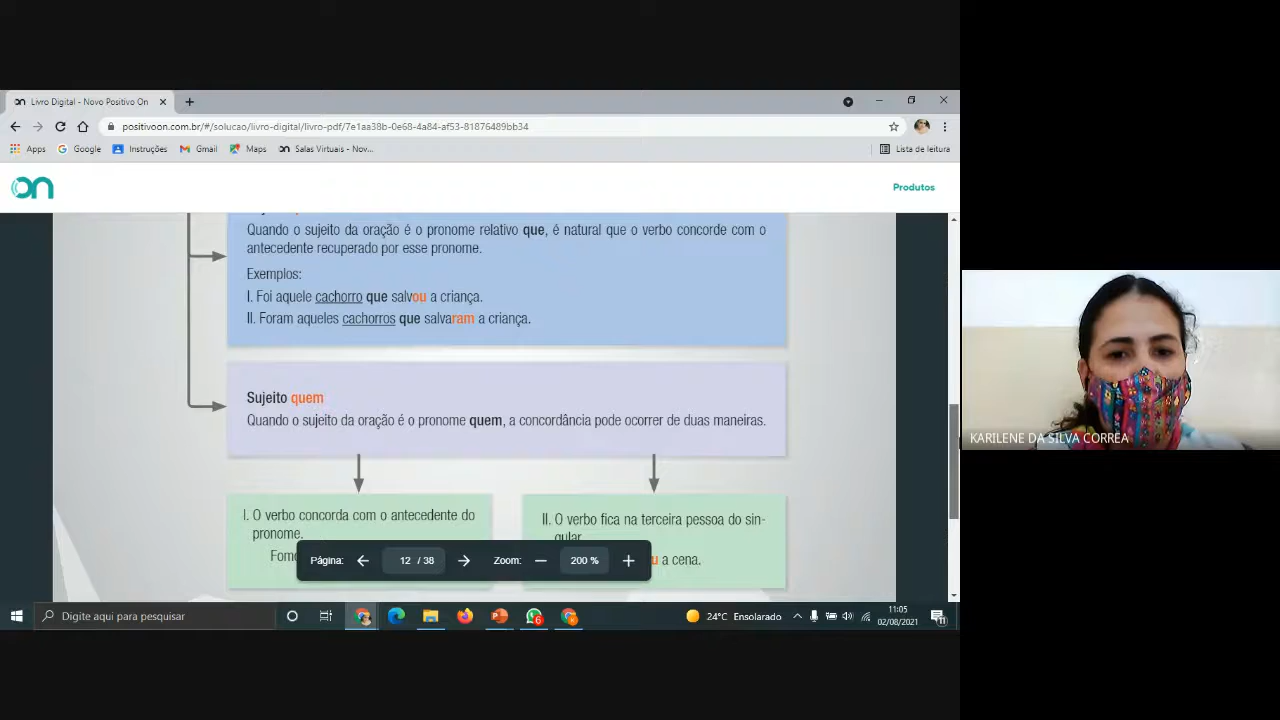 Livro Digital - Novo Positivo On
positivoon.com.br/#/solucao/livro-digital/livro-pdf/7e1aa38b-0e68-4a84-af53-81876489bb34
Apps Google Instruções Gmail Maps Salas Virtuais - Nov... Lista de leitura
on Produtos
Quando o sujeito da oração é o pronome relativo que, é natural que o verbo concorde com o
antecedente recuperado por esse pronome.
Exemplos:
I. Foi aquele cachorro que salvou a criança.
II. Foram aqueles cachorros que salvaram a criança.
Sujeito quem
Quando o sujeito da oração é o pronome quem, a concordância pode ocorrer de duas maneiras.
I. O verbo concorda com o antecedente do
pronome.
II. O verbo fica na terceira pessoa do sin-
gular.
u a cena.
Página: 12 / 38 Zoom: 200 %
KARILENE DA SILVA CORREA
Digite aqui para pesquisar
6
24°C Ensolarado
11:05
02/08/2021
11